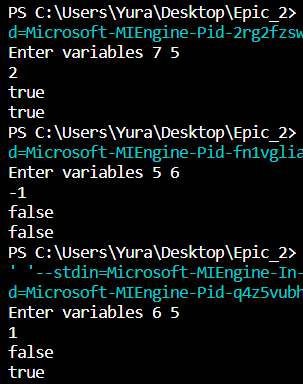 PS C:\Users\Yura\Desktop\Epic_2>
d=Microsoft-MIEngine-Pid-2rg2fzsw
Enter variables 7 5
2
true
true
PS C:\Users\Yura\Desktop\Epic_2>
d=Microsoft-MIEngine-Pid-fn1vglia
Enter variables 5 6
-1
false
false
PS C:\Users\Yura\Desktop\Epic_2>
' '--stdin=Microsoft-MIEngine-In-
d=Microsoft-MIEngine-Pid-q4z5vubh
Enter variables 6 5
1
false
true